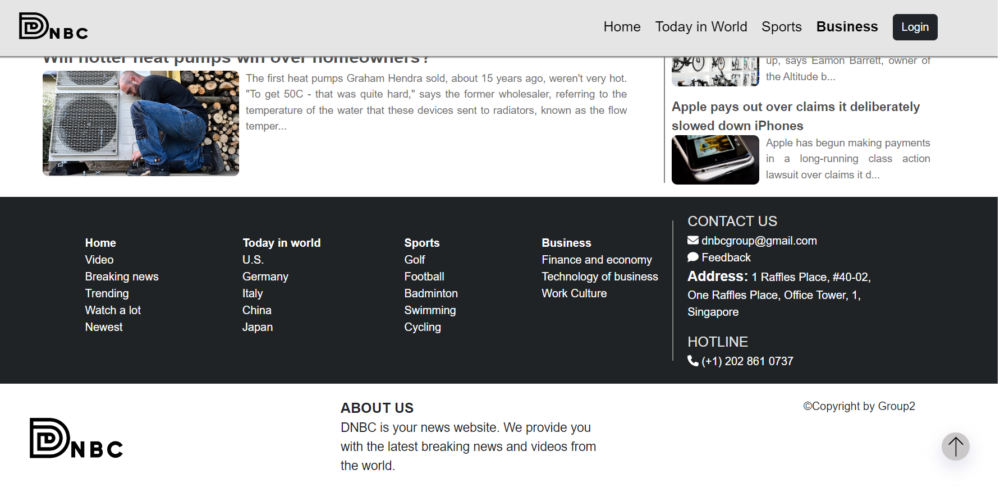 DNBC
Home Today in World Sports Business Login
Will hotter heat pumps win over homeowners?
The first heat pumps Graham Hendra sold, about 15 years ago, weren't very hot.
"To get 50C - that was quite hard," says the former wholesaler, referring to the
temperature of the water that these devices sent to radiators, known as the flow
temper...
up, says Eamon Barrett, owner of
the Altitude b...
Apple pays out over claims it deliberately
slowed down iPhones
Apple has begun making payments
in a long-running class action
lawsuit over claims it d...
Home
Video
Breaking news
Trending
Watch a lot
Newest
Today in world
U.S.
Germany
Italy
China
Japan
Sports
Golf
Football
Badminton
Swimming
Cycling
Business
Finance and economy
Technology of business
Work Culture
CONTACT US
dnbcgroup@gmail.com
Feedback
Address: 1 Raffles Place, #40-02,
One Raffles Place, Office Tower, 1,
Singapore
HOTLINE
(+1) 202 861 0737
DNBC
ABOUT US
DNBC is your news website. We provide you
with the latest breaking news and videos from
the world.
©Copyright by Group2